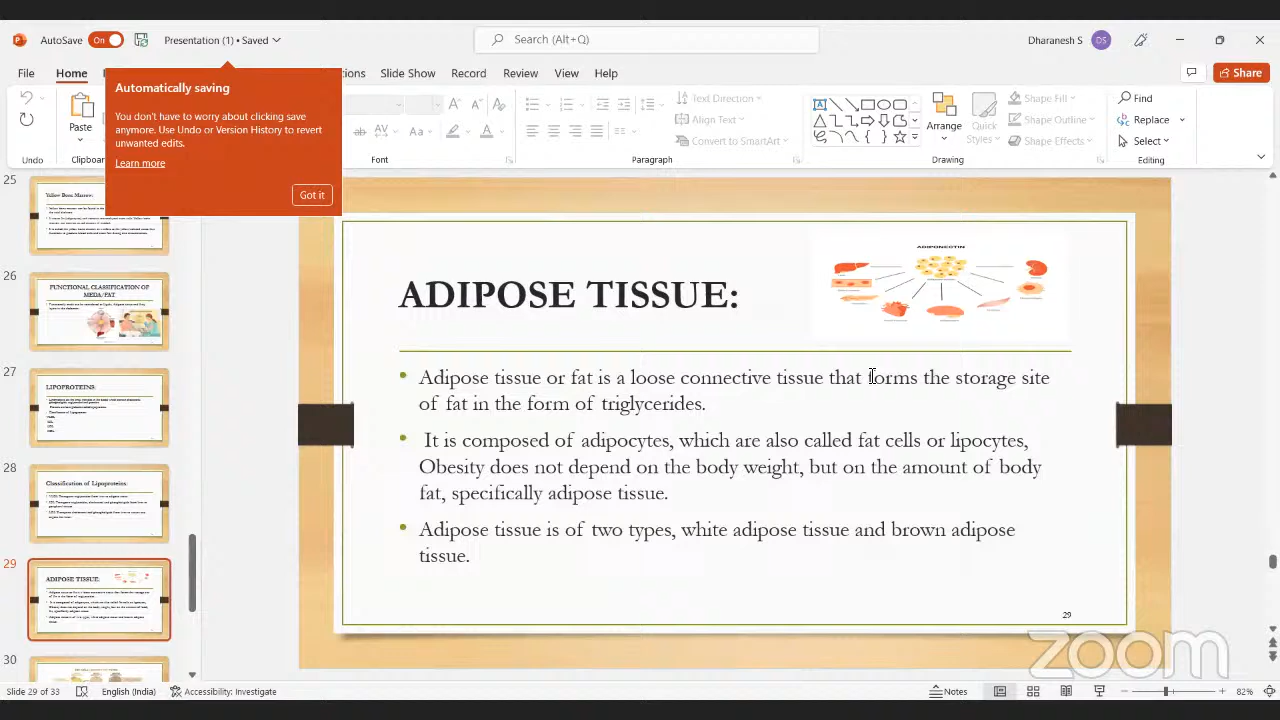 AutoSave On Presentation (1) • Saved Search (Alt+Q) Dharanesh S DS
File Home Slide Show Record Review View Help Share
Automatically saving
You don't have to worry about clicking save
anymore. Use Undo or Version History to revert
unwanted edits.
Learn more
Got it
Paste
Undo
Font
Text Direction
Align Text
Convert to SmartArt
Paragraph
Arrange
Quick
Styles
Shape Fill
Shape Outline
Shape Effects
Drawing
Find
Replace
Select
Editing
25
Yellow Bone Marrow:
26
FUNCTIONAL CLASSIFICATION OF
MEDA/FAT
27
LIPOPROTEINS:
28
Classification of Lipoproteins:
29
ADIPOSE TISSUE:
30
ADIPONECTIN
ADIPOSE TISSUE:
• Adipose tissue or fat is a loose connective tissue that forms the storage site
of fat in the form of triglycerides.
• It is composed of adipocytes, which are also called fat cells or lipocytes,
Obesity does not depend on the body weight, but on the amount of body
fat, specifically adipose tissue.
• Adipose tissue is of two types, white adipose tissue and brown adipose
tissue.
29
zoom
Slide 29 of 33 English (India) Accessibility: Investigate Notes 82%